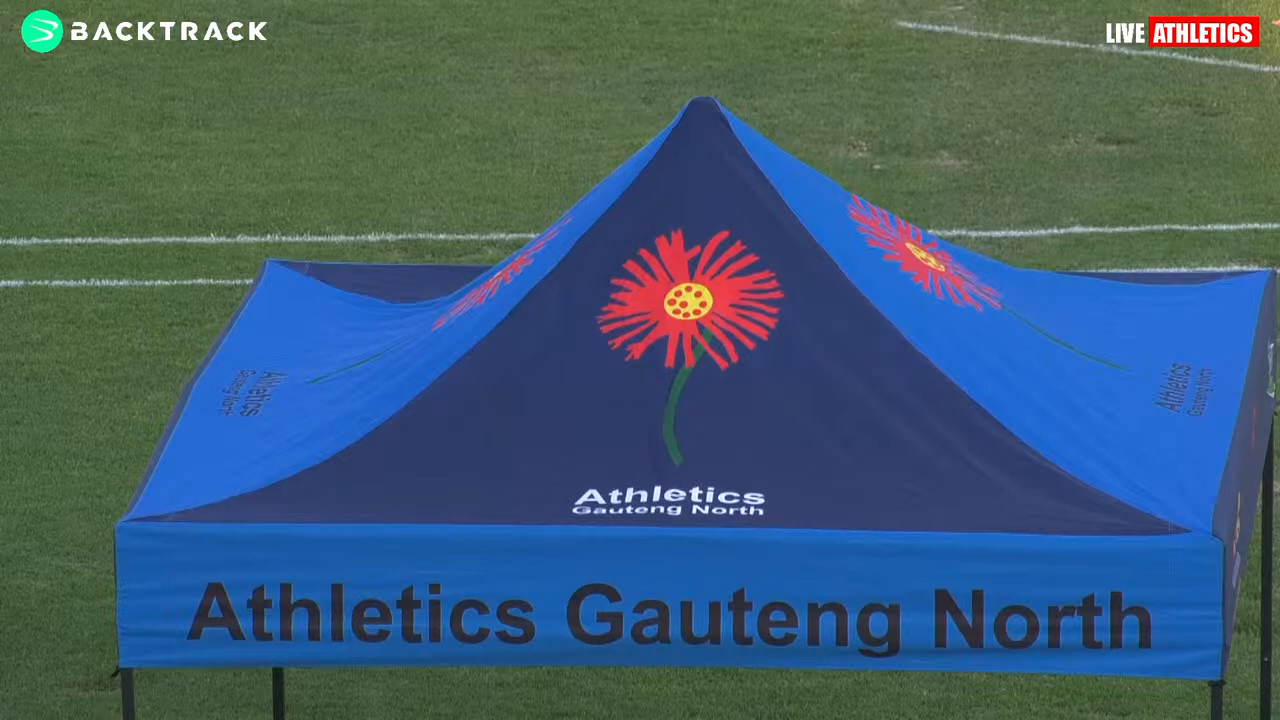 BACKTRACK
LIVE ATHLETICS
Athletics
Gauteng North
Athletics
Gauteng North
Athletics
Gauteng North
Athletics Gauteng North